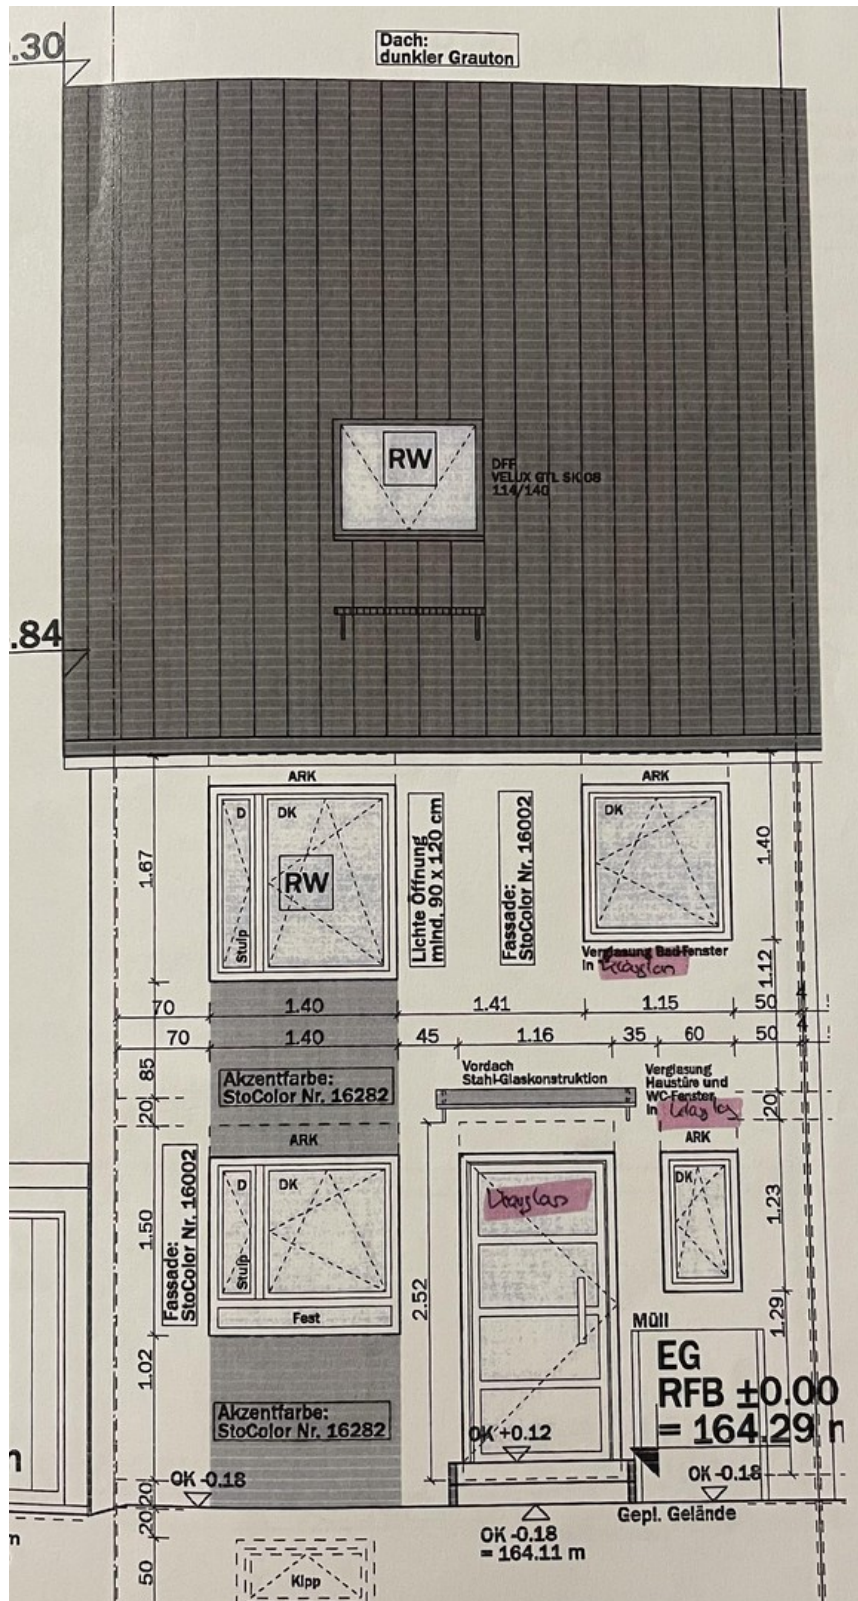 .30
Dach:
dunkler Grauton
RW
DFF
VELUX GTL SK 08
114/140
.84
ARK
ARK
D
DK
RW
Stulp
Lichte Öffnung
mind. 90 x 120 cm
Fassade:
StoColor Nr. 16002
DK
1.67
1.40
Verglasung Bad-Fenster
in Klarglas
1.12
70
1.40
1.41
1.15
50
4
70
1.40
45
1.16
35
60
50
4
85
20
Akzentfarbe:
StoColor Nr. 16282
Vordach
Stahl-Glaskonstruktion
Verglasung
Haustüre und
WC-Fenster
in Klarglas
20
ARK
ARK
Fassade:
StoColor Nr. 16002
D
DK
Stulp
Fest
1.50
2.52
Klarglas
DK
1.23
1.29
Müll
1.02
EG
RFB ±0.00
= 164.29
Akzentfarbe:
StoColor Nr. 16282
OK +0.12
OK -0.18
OK -0.18
20
20
Gepl. Gelände
OK -0.18
= 164.11 m
m
50
Kipp